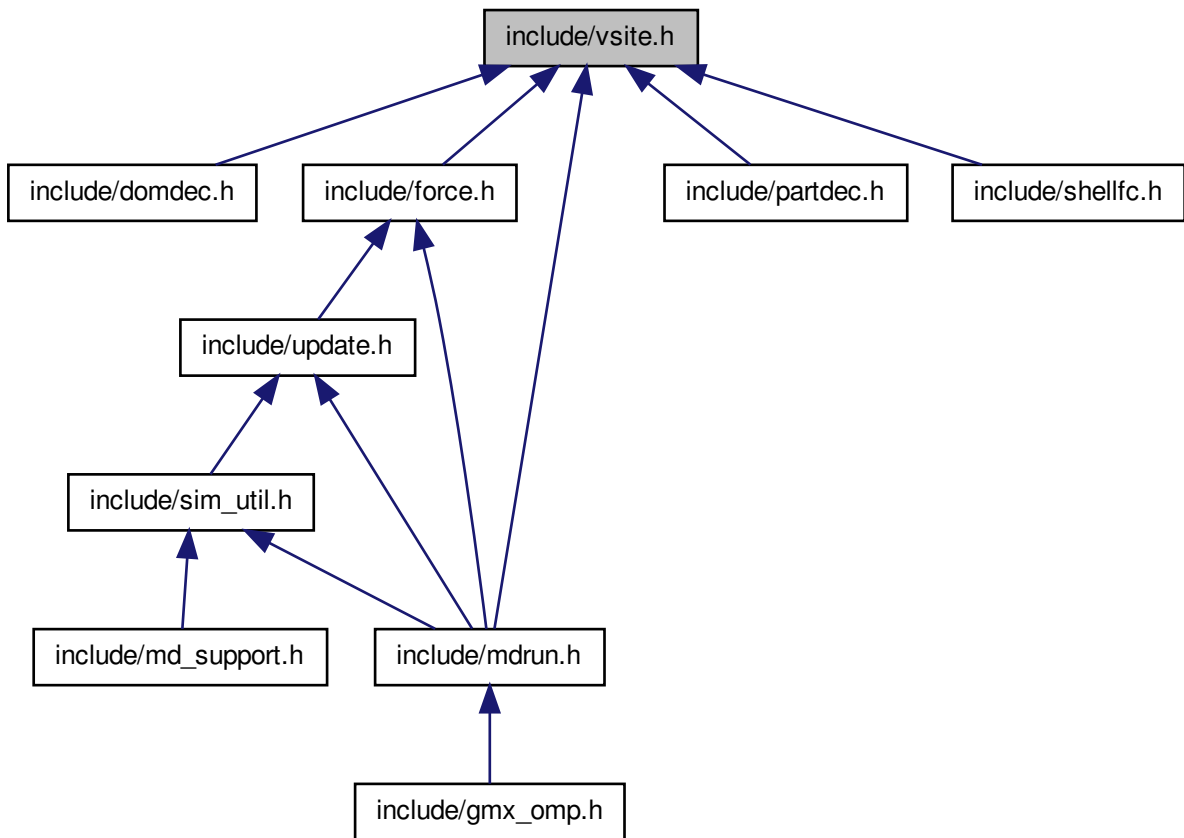 include/vsite.h
include/domdec.h
include/force.h
include/partdec.h
include/shellfc.h
include/update.h
include/sim_util.h
include/md_support.h
include/mdrun.h
include/gmx_omp.h